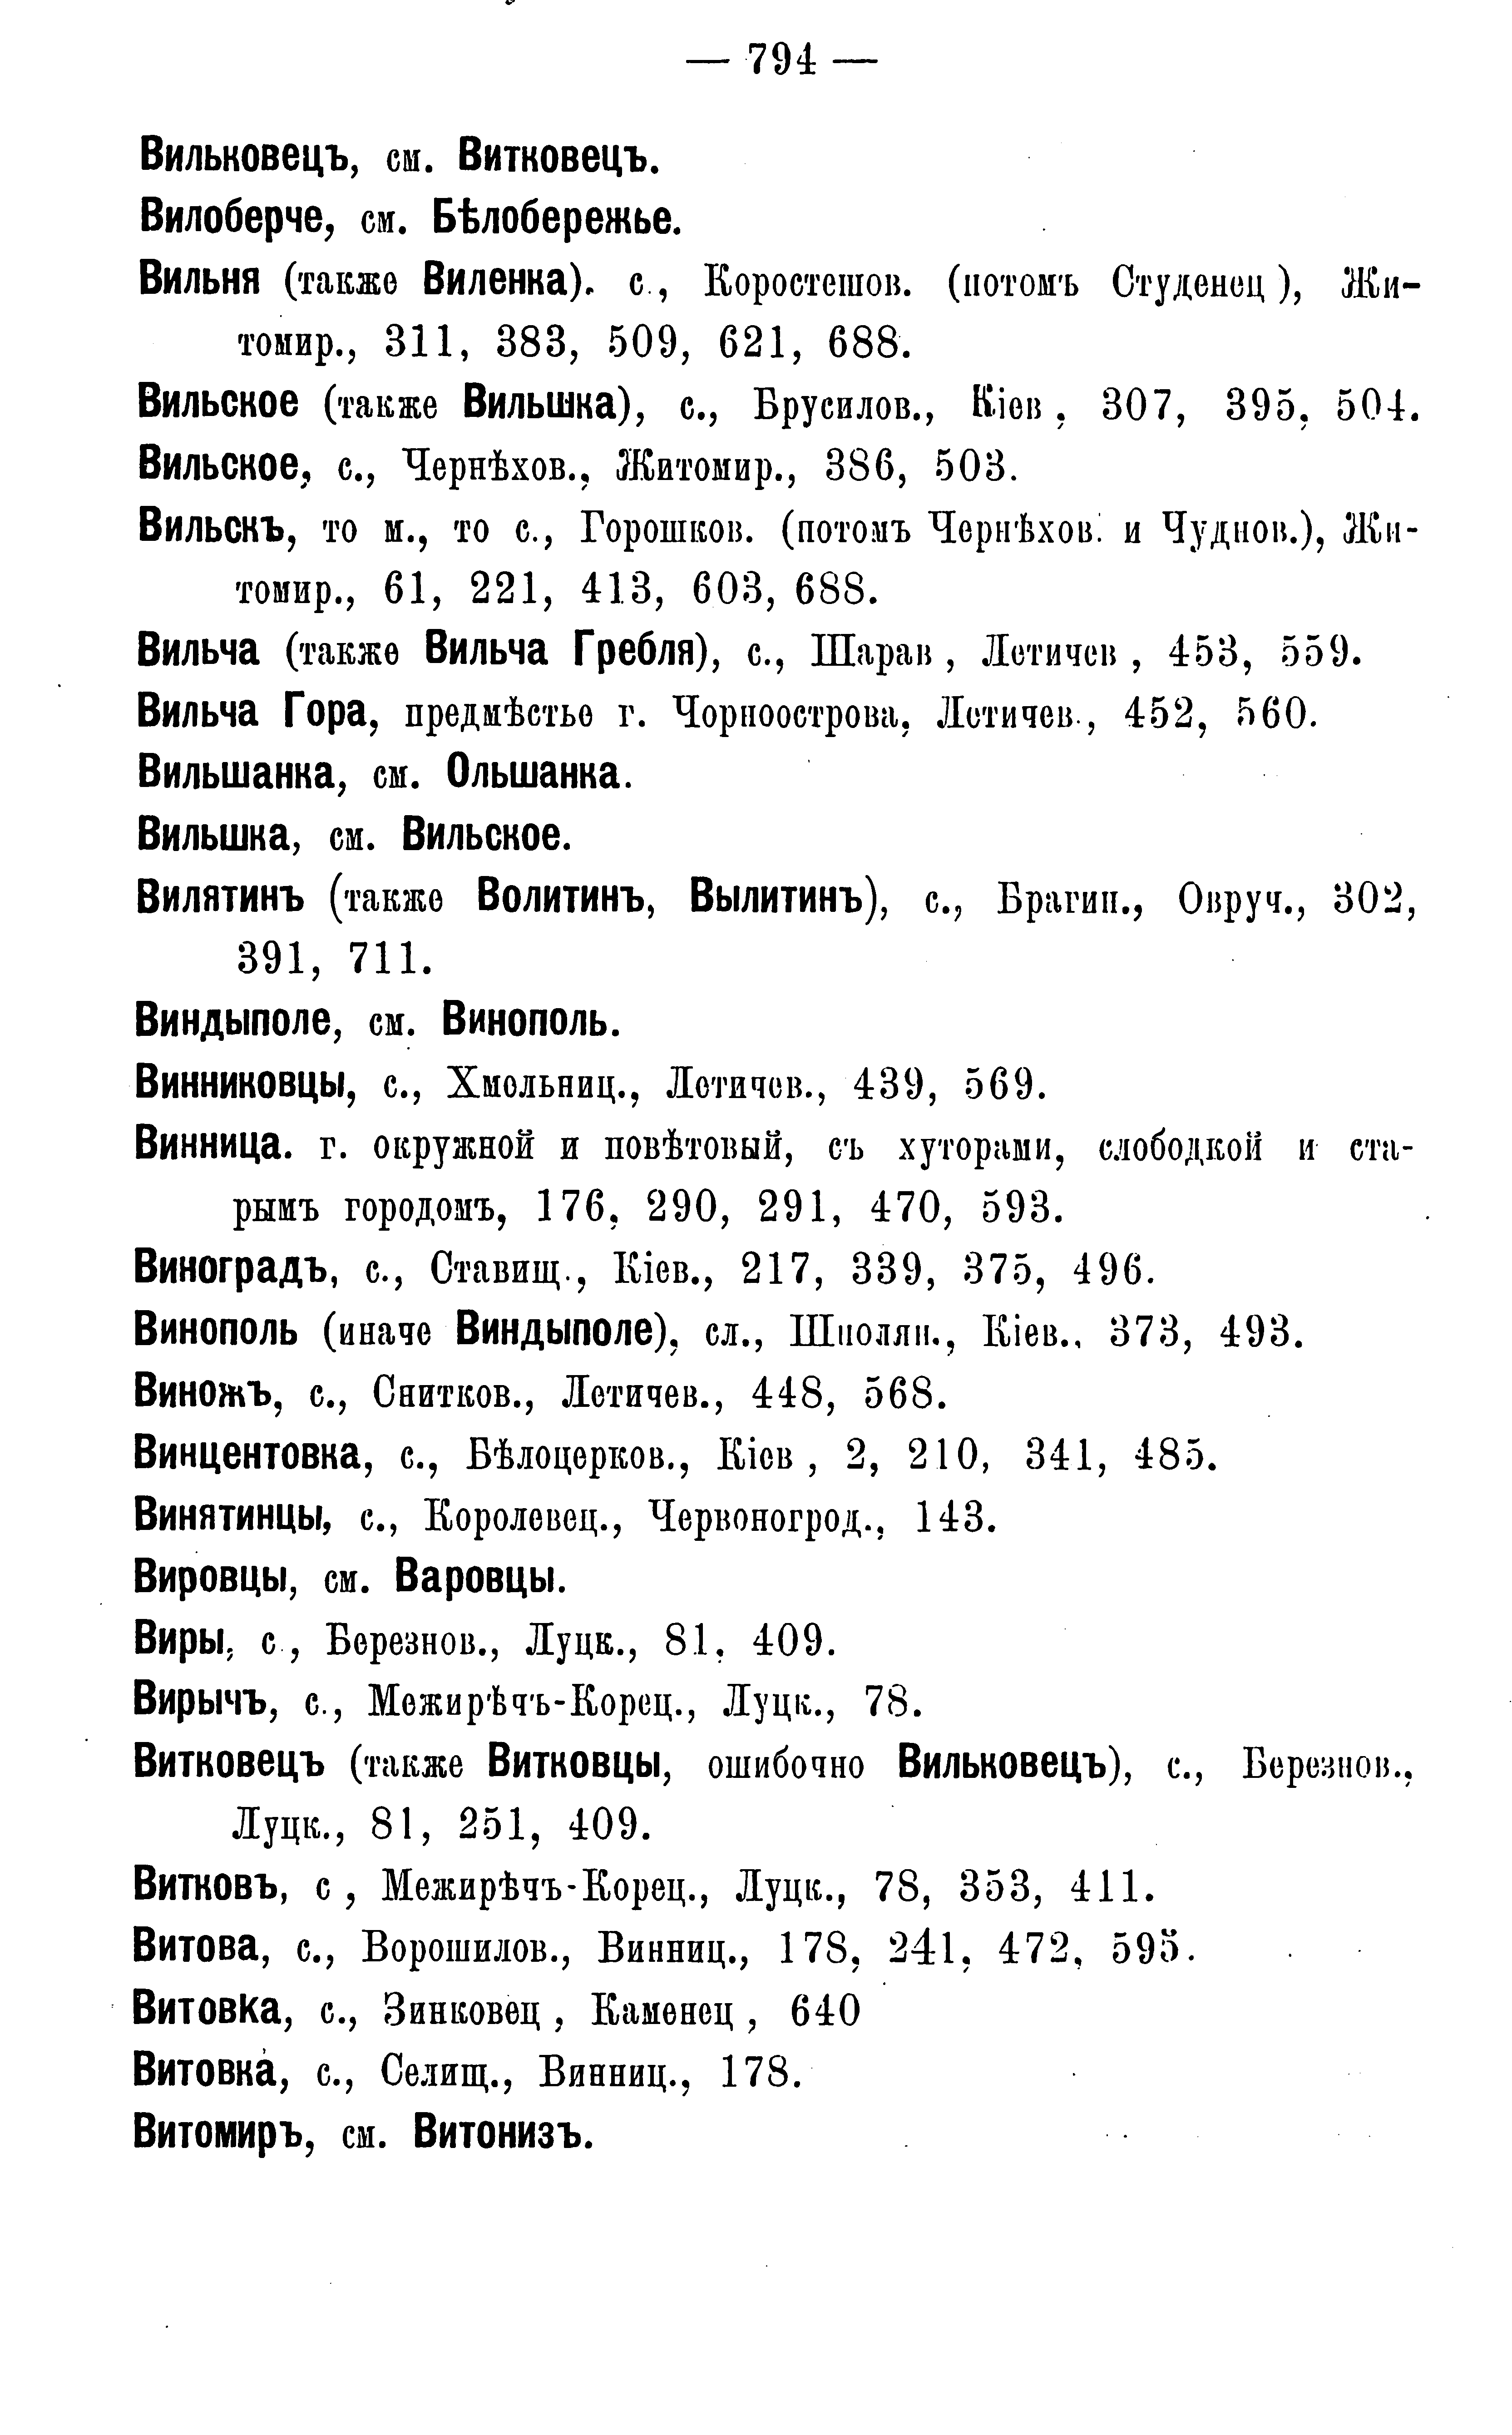 — 794 —
Вильковецъ, см. Витковецъ.
Вилоберче, см. Бѣлобережье.
Вильня (также Виленка). с., Коростешов. (потомъ Студенец ), Жи-
томир., 311, 383, 509, 621, 688.
Вильское (также Вильшка), с., Брусилов., Кіев , 307, 395, 504.
Вильское, с., Чернѣхов., Житомир., 386, 503.
Вильскъ, то м., то с., Горошков. (потомъ Чернѣхов. и Чуднов.), Жи-
томир., 61, 221, 413, 603, 688.
Вильча (также Вильча Гребля), с., Шарав , Летичев , 453, 559.
Вильча Гора, предмѣстье г. Чорноострова, Летичев., 452, 560.
Вильшанка, см. Ольшанка.
Вильшка, см. Вильское.
Вилятинъ (также Волитинъ, Вылитинъ), с., Брагин., Овруч., 302,
391, 711.
Виндыполе, см. Винополь.
Винниковцы, с., Хмельниц., Летичев., 439, 569.
Винница. г. окружной и повѣтовый, съ хуторами, слободкой и ста-
рымъ городомъ, 176, 290, 291, 470, 593.
Виноградъ, с., Ставищ., Кіев., 217, 339, 375, 496.
Винополь (иначе Виндыполе), сл., Шполян., Кіев., 373, 493.
Виножъ, с., Снитков., Летичев., 448, 568.
Винцентовка, с., Бѣлоцерков., Кіев , 2, 210, 341, 485.
Винятинцы, с., Королевец., Червоногрод., 143.
Вировцы, см. Варовцы.
Виры, с., Березнов., Луцк., 81, 409.
Вирычъ, с., Межирѣчъ-Корец., Луцк., 78.
Витковецъ (также Витковцы, ошибочно Вильковецъ), с., Березнов.,
Луцк., 81, 251, 409.
Витковъ, с , Межирѣчъ-Корец., Луцк., 78, 353, 411.
Витова, с., Ворошилов., Винниц., 178, 241, 472, 595.
Витовка, с., Зинковец , Каменец , 640
Витовка, с., Селищ., Винниц., 178.
Витомиръ, см. Витонизъ.